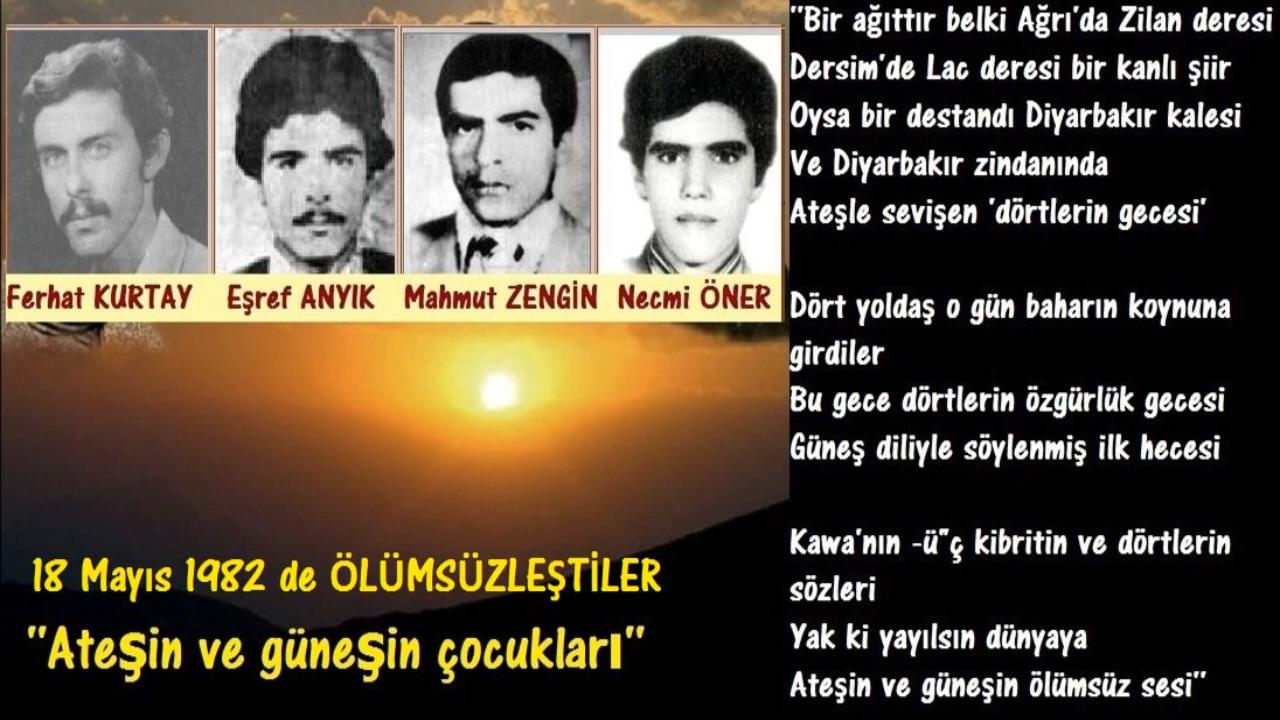 Ferhat KURTAY Eşref ANYIK Mahmut ZENGİN Necmi ÖNER
18 Mayıs 1982 de ÖLÜMSÜZLEŞTİLER
"Ateşin ve güneşin çocukları"
"Bir ağıttır belki Ağrı'da Zilan deresi
Dersim'de Lac deresi bir kanlı şiir
Oysa bir destandı Diyarbakır kalesi
Ve Diyarbakır zindanında
Ateşle sevişen 'dörtlerin gecesi'
Dört yoldaş o gün baharın koynuna
girdiler
Bu gece dörtlerin özgürlük gecesi
Güneş diliyle söylenmiş ilk hecesi
Kawa'nın -ü"ç kibritin ve dörtlerin
sözleri
Yak ki yayılsın dünyaya
Ateşin ve güneşin ölümsüz sesi"